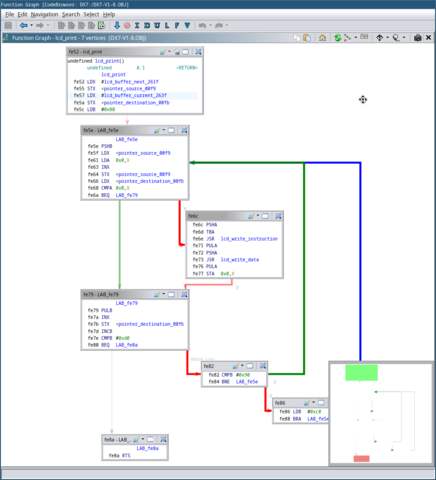 Function Graph [CodeBrowser: DX7:/DX7-V1-8.OBJ]
Edit Navigation Search Select Help
Function Graph - lcd_print - 7 vertices (DX7-V1-8.OBJ)
fe52 - lcd_print
undefined lcd_print()
undefined A:1 <RETURN>
lcd_print
fe52 LDX #lcd_buffer_next_261f
fe55 STX <pointer_source_00f9
fe57 LDX #lcd_buffer_current_263f
fe5a STX <pointer_destination_00fb
fe5c LDB #0x80
fe5e - LAB_fe5e
LAB_fe5e
fe5e PSHB
fe5f LDX <pointer_source_00f9
fe61 LDA 0x0,X
fe63 INX
fe64 STX <pointer_source_00f9
fe66 LDX <pointer_destination_00fb
fe68 CMPA 0x0,X
fe6a BEQ LAB_fe79
fe6c
fe6c PSHA
fe6d TBA
fe6e JSR lcd_write_instruction
fe71 PULA
fe72 PSHA
fe73 JSR lcd_write_data
fe76 PULA
fe77 STA 0x0,X
fe79 - LAB_fe79
LAB_fe79
fe79 PULB
fe7a INX
fe7b STX <pointer_destination_00fb
fe7d INCB
fe7e CMPB #0xd0
fe80 BEQ LAB_fe8a
fe82
fe82 CMPB #0x90
fe84 BNE LAB_fe5e
fe86
fe86 LDB #0xc0
fe88 BRA LAB_fe5e
fe8a - LAB_...
LAB_fe8a
fe8a RTS